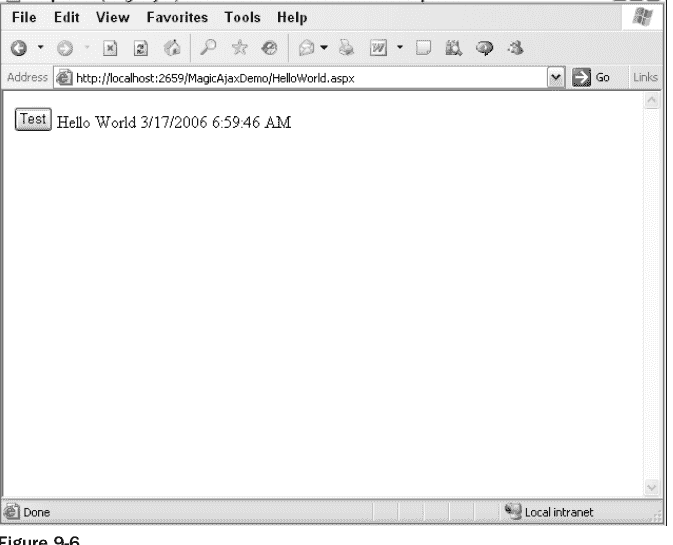 File Edit View Favorites Tools Help
Address http://localhost:2659/MagicAjaxDemo/HelloWorld.aspx Go Links
Test Hello World 3/17/2006 6:59:46 AM
Done Local intranet
Figure 9-6